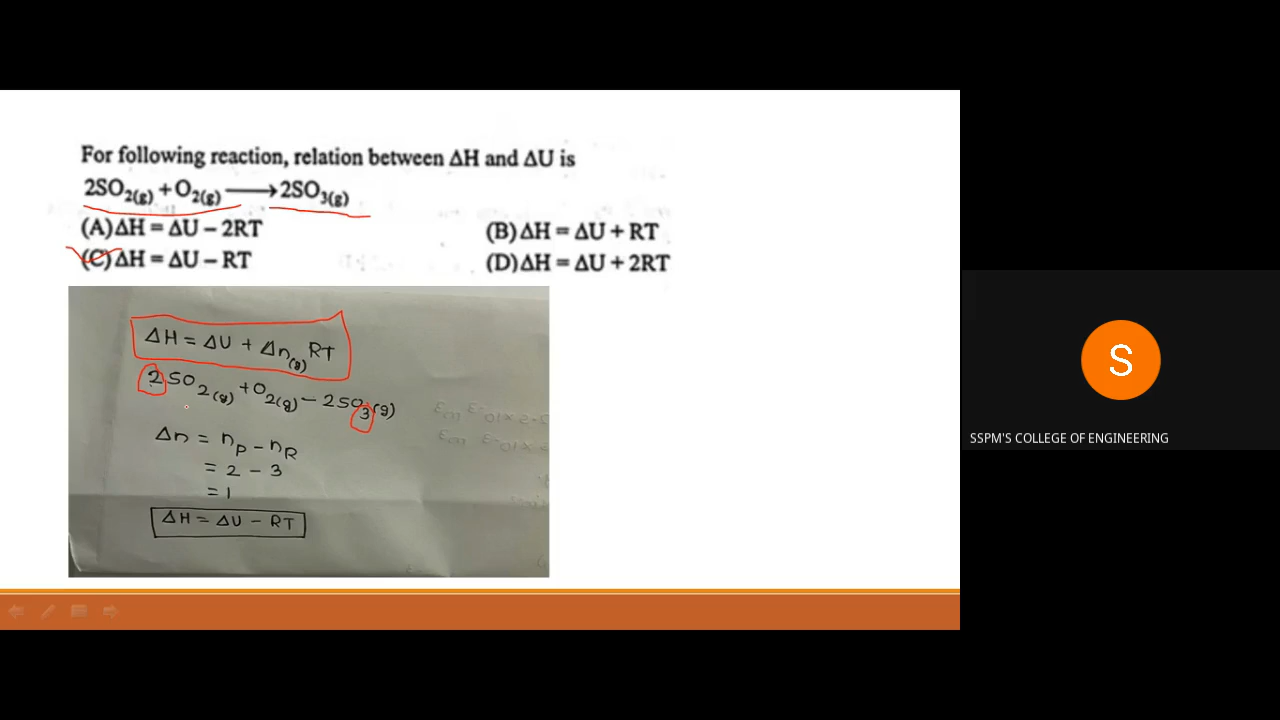 For following reaction, relation between ΔH and ΔU is
2SO₂(g) + O₂(g) ⟶ 2SO₃(g)
(A) ΔH = ΔU – 2RT (B) ΔH = ΔU + RT
(C) ΔH = ΔU – RT (D) ΔH = ΔU + 2RT
ΔH = ΔU + Δn(g) RT
2SO₂(g) + O₂(g) – 2SO₃(g)
Δn = nP – nR
= 2 – 3
= 1
ΔH = ΔU – RT
S
SSPM'S COLLEGE OF ENGINEERING